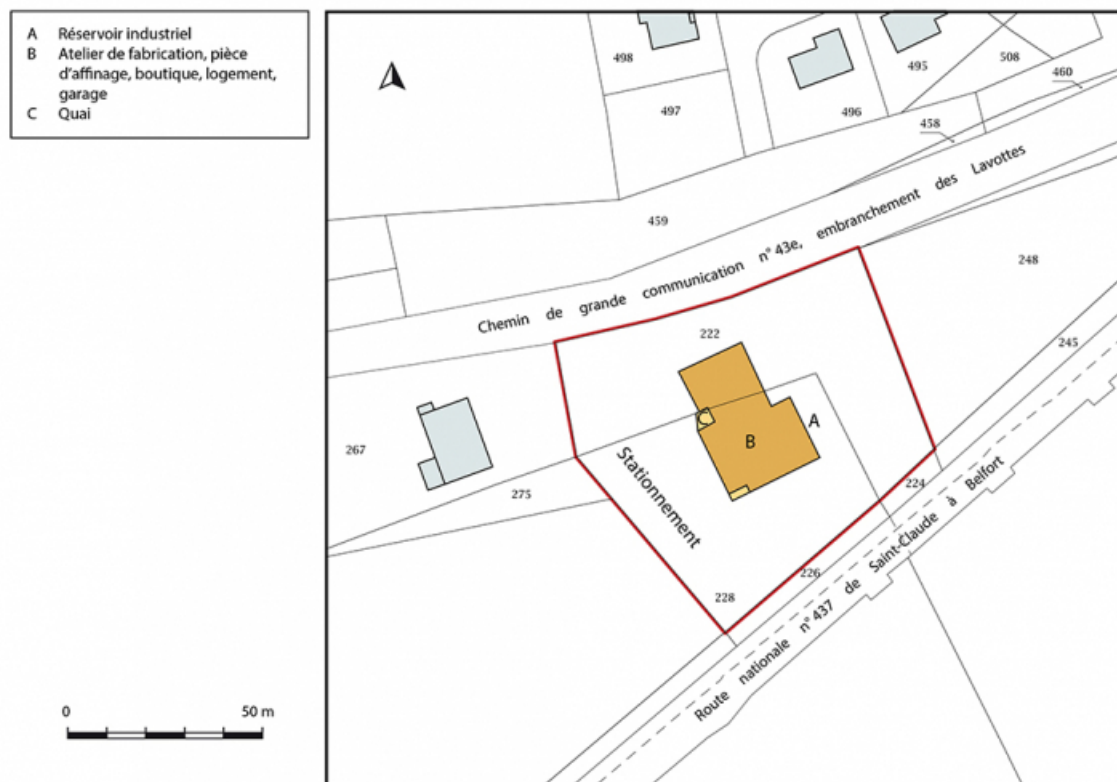 A Réservoir industriel
B Atelier de fabrication, pièce
d'affinage, boutique, logement,
garage
C Quai
0 50 m
498
497
496
495
508
460
458
459
Chemin de grande communication n° 43e, embranchement des Lavottes
248
245
222
267
275
A
B
C
Stationnement
224
226
228
Route nationale n° 437 de Saint-Claude à Belfort